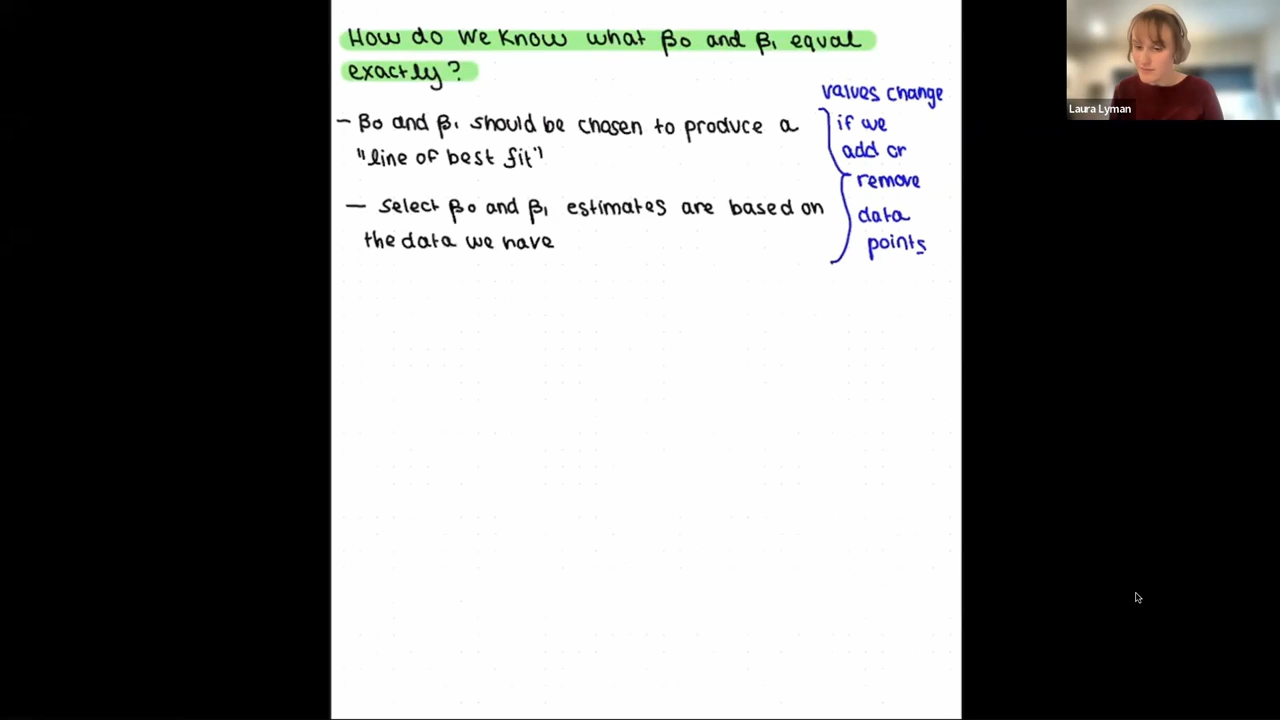 How do we know what β0 and β1 equal
exactly?
- β0 and β1 should be chosen to produce a
"line of best fit"
- select β0 and β1 estimates are based on
the data we have
values change
if we
add or
remove
data
points
Laura Lyman